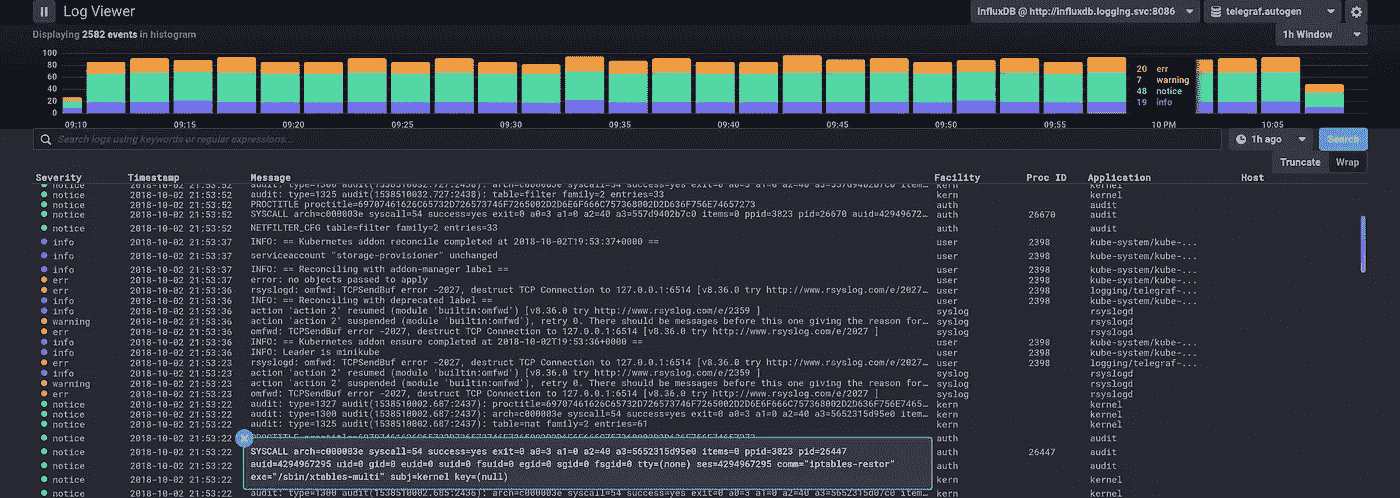 Log Viewer
InfluxDB @ http://influxdb.logging.svc:8086
telegraf.autogen
Displaying 2582 events in histogram
1h Window
100
80
60
40
20
0
20 err
7 warning
48 notice
19 info
09:10 09:15 09:20 09:25 09:30 09:35 09:40 09:45 09:50 09:55 10 PM 10:05
Search logs using keywords or regular expressions...
1h ago
Search
Truncate Wrap
Severity Timestamp Message Facility Proc ID Application Host
notice 2018-10-02 21:53:52 audit: type=1300 audit(1538510032.727:2438): arch=c000003e syscall=54 success=yes exit=0 a0=3 a1=0 a2=40 a3=557d9402b7c0 item… kern kernel
notice 2018-10-02 21:53:52 audit: type=1325 audit(1538510032.727:2438): table=filter family=2 entries=33 kern kernel
notice 2018-10-02 21:53:52 PROCTITLE auth audit
notice 2018-10-02 21:53:52 SYSCALL arch=c000003e syscall=54 success=yes exit=0 a0=3 a1=0 a2=40 a3=557d9402b7c0 items=0 ppid=3823 pid=26670 auid=42949672… auth 26670 audit
notice 2018-10-02 21:53:52 NETFILTER_CFG table=filter family=2 entries=33 auth audit
info 2018-10-02 21:53:37 INFO: == Kubernetes addon reconcile completed at 2018-10-02T19:53:37+0000 == user 2398 kube-system/kube-...
info 2018-10-02 21:53:37 serviceaccount "storage-provisioner" unchanged user 2398 kube-system/kube-...
info 2018-10-02 21:53:37 INFO: == Reconciling with addon-manager label == user 2398 kube-system/kube-...
err 2018-10-02 21:53:37 error: no objects passed to apply user 2398 kube-system/kube-...
err 2018-10-02 21:53:36 rsyslogd: omfwd: TCPSendBuf error -2027, destruct TCP Connection to 127.0.0.1:6514 [v8.36.0 try http://www.rsyslog.com/e/2027… user 2398 logging/telegraf-...
info 2018-10-02 21:53:36 INFO: == Reconciling with deprecated label == user 2398 kube-system/kube-...
info 2018-10-02 21:53:36 action 'action 2' resumed (module 'builtin:omfwd') [v8.36.0 try http://www.rsyslog.com/e/2359 ] syslog rsyslogd
warning 2018-10-02 21:53:36 action 'action 2' suspended (module 'builtin:omfwd'), retry 0. There should be messages before this one giving the reason for… syslog rsyslogd
err 2018-10-02 21:53:36 omfwd: TCPSendBuf error -2027, destruct TCP Connection to 127.0.0.1:6514 [v8.36.0 try http://www.rsyslog.com/e/2027 ] syslog rsyslogd
info 2018-10-02 21:53:36 INFO: == Kubernetes addon ensure completed at 2018-10-02T19:53:36+0000 == user 2398 kube-system/kube-...
info 2018-10-02 21:53:36 INFO: Leader is minikube user 2398 kube-system/kube-...
err 2018-10-02 21:53:23 rsyslogd: omfwd: TCPSendBuf error -2027, destruct TCP Connection to 127.0.0.1:6514 [v8.36.0 try http://www.rsyslog.com/e/2027… user 2398 logging/telegraf-...
info 2018-10-02 21:53:23 action 'action 2' resumed (module 'builtin:omfwd') [v8.36.0 try http://www.rsyslog.com/e/2359 ] syslog rsyslogd
warning 2018-10-02 21:53:23 action 'action 2' suspended (module 'builtin:omfwd'), retry 0. There should be messages before this one giving the reason for… syslog rsyslogd
err 2018-10-02 21:53:23 omfwd: TCPSendBuf error -2027, destruct TCP Connection to 127.0.0.1:6514 [v8.36.0 try http://www.rsyslog.com/e/2027 ] syslog rsyslogd
notice 2018-10-02 21:53:22 audit: type=1327 audit(1538510002.687:2437): kern kernel
notice 2018-10-02 21:53:22 audit: type=1300 audit(1538510002.687:2437): arch=c000003e syscall=54 success=yes exit=0 a0=3 a1=0 a2=40 a3=5652315d95e0 item… kern kernel
notice 2018-10-02 21:53:22 audit: type=1325 audit(1538510002.687:2437): table=nat family=2 entries=61 kern kernel
notice 2018-10-02 21:53:22 auth audit
notice 2018-10-02 21:53:22 auth 26447 audit
SYSCALL arch=c000003e syscall=54 success=yes exit=0 a0=3 a1=0 a2=40 a3=5652315d95e0 items=0 ppid=3823 pid=26447
auid=4294967295 uid=0 gid=0 euid=0 suid=0 fsuid=0 egid=0 sgid=0 fsgid=0 tty=(none) ses=4294967295 comm="iptables-restor"
exe="/sbin/xtables-multi" subj=kernel key=(null)
notice 2018-10-02 21:53:22 auth audit
notice 2018-10-02 21:53:22 kern kernel
notice 2018-10-02 21:53:22 kern kernel